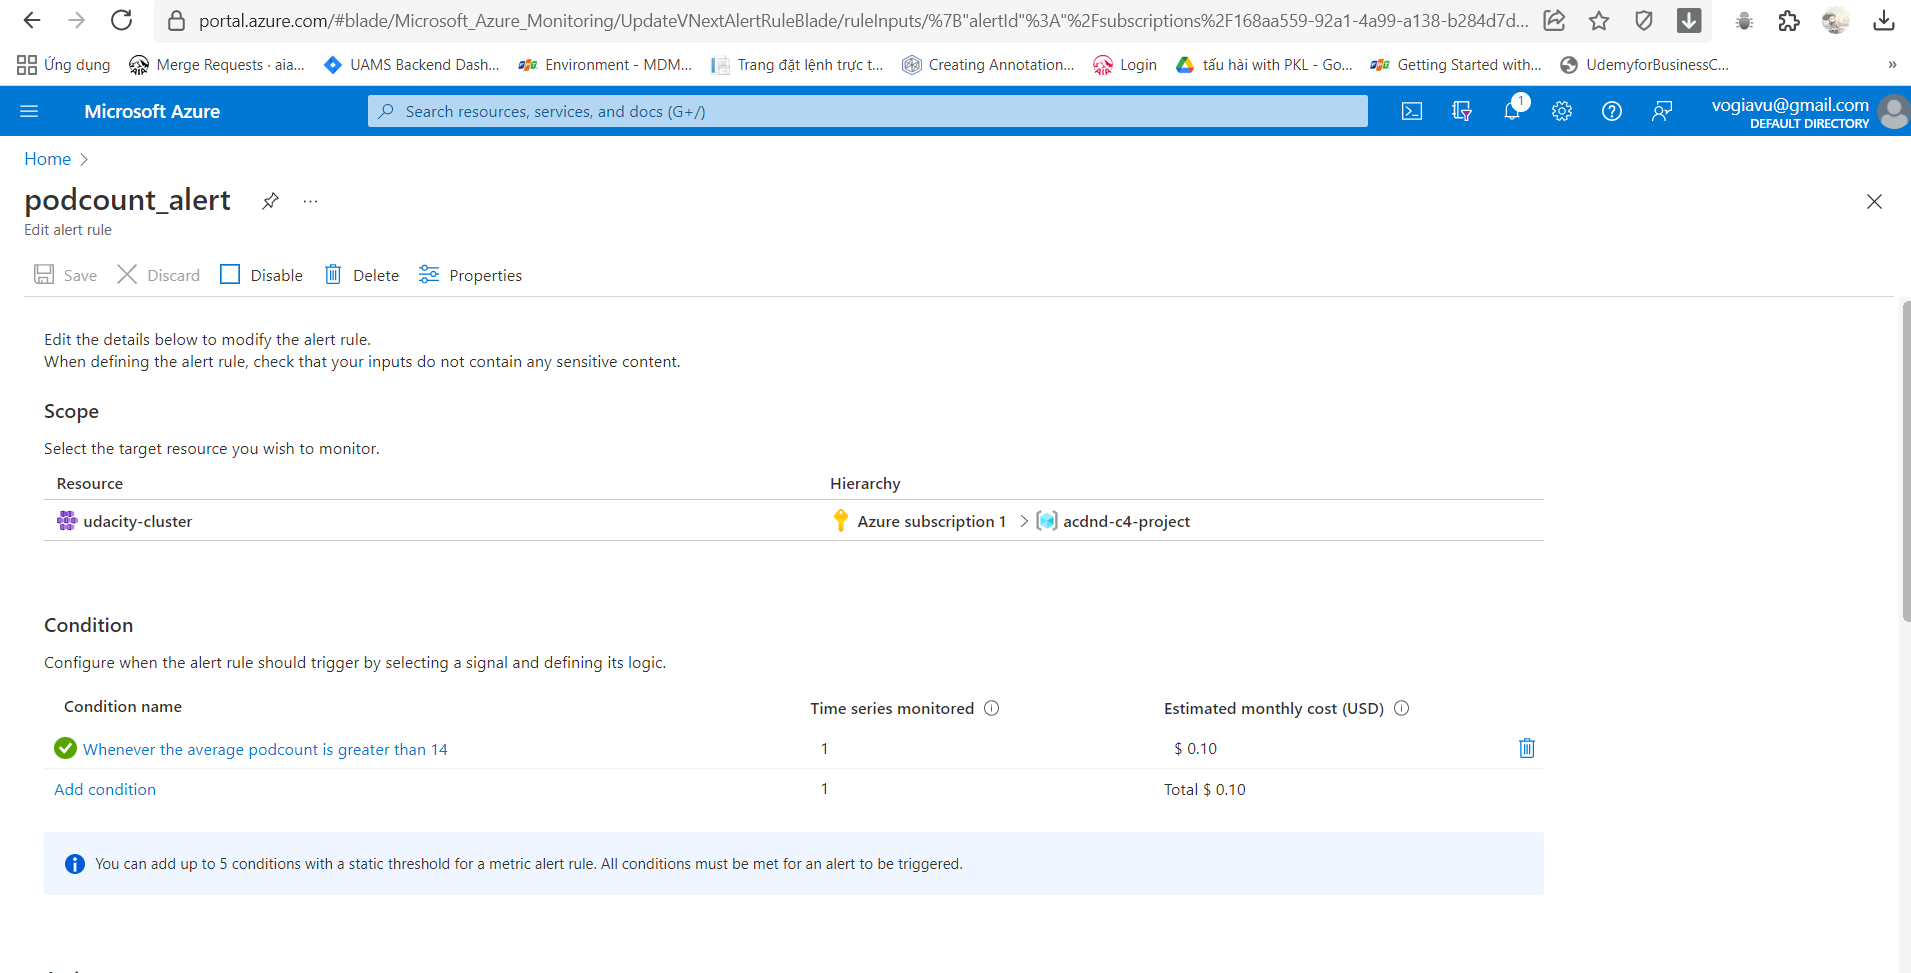 portal.azure.com/#blade/Microsoft_Azure_Monitoring/UpdateVNextAlertRuleBlade/ruleInputs/%7B"alertId"%3A"%2Fsubscriptions%2F168aa559-92a1-4a99-a138-b284d7d...
Ứng dụng Merge Requests · aia... UAMS Backend Dash... Environment - MDM... Trang đặt lệnh trực t... Creating Annotation... Login tấu hài with PKL - Go... Getting Started with... UdemyforBusinessC... »
Microsoft Azure Search resources, services, and docs (G+/) 1 vogiavu@gmail.com
DEFAULT DIRECTORY
Home >
podcount_alert ...
Edit alert rule
Save Discard Disable Delete Properties
Edit the details below to modify the alert rule.
When defining the alert rule, check that your inputs do not contain any sensitive content.
Scope
Select the target resource you wish to monitor.
Resource Hierarchy
udacity-cluster Azure subscription 1 > acdnd-c4-project
Condition
Configure when the alert rule should trigger by selecting a signal and defining its logic.
Condition name Time series monitored Estimated monthly cost (USD)
Whenever the average podcount is greater than 14 1 $ 0.10
Add condition 1 Total $ 0.10
You can add up to 5 conditions with a static threshold for a metric alert rule. All conditions must be met for an alert to be triggered.